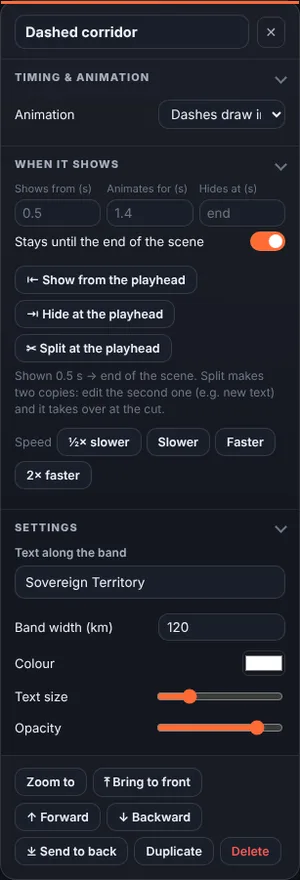 Dashed corridor
TIMING & ANIMATION
Animation Dashes draw i
WHEN IT SHOWS
Shows from (s) Animates for (s) Hides at (s)
0.5 1.4 end
Stays until the end of the scene
Show from the playhead
Hide at the playhead
Split at the playhead
Shown 0.5 s → end of the scene. Split makes
two copies: edit the second one (e.g. new text)
and it takes over at the cut.
Speed ½× slower Slower Faster
2× faster
SETTINGS
Text along the band
Sovereign Territory
Band width (km) 120
Colour
Text size
Opacity
Zoom to Bring to front
↑ Forward ↓ Backward
Send to back Duplicate Delete